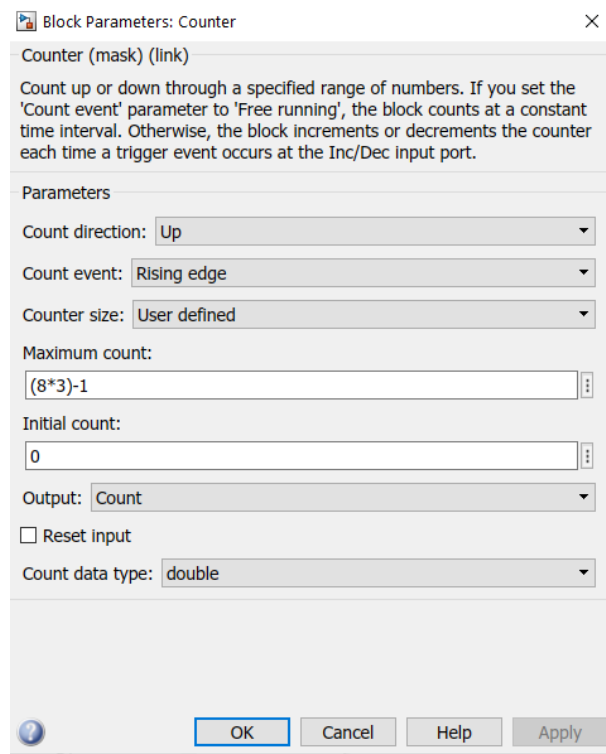 Block Parameters: Counter
Counter (mask) (link)
Count up or down through a specified range of numbers. If you set the
'Count event' parameter to 'Free running', the block counts at a constant
time interval. Otherwise, the block increments or decrements the counter
each time a trigger event occurs at the Inc/Dec input port.
Parameters
Count direction: Up
Count event: Rising edge
Counter size: User defined
Maximum count:
(8*3)-1
Initial count:
0
Output: Count
Reset input
Count data type: double
? OK Cancel Help Apply